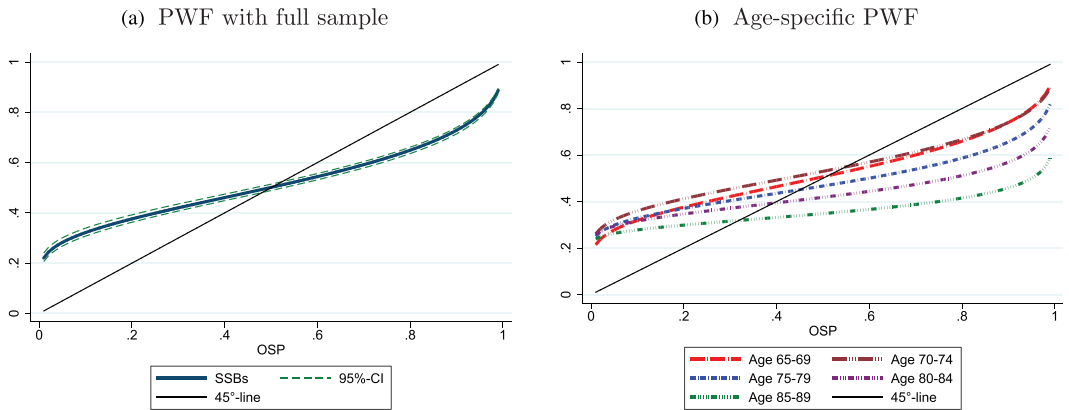 (a) PWF with full sample
1
.8
.6
.4
.2
0
0 .2 .4 .6 .8 1
OSP
SSBs 95%-CI
45°-line
(b) Age-specific PWF
1
.8
.6
.4
.2
0
0 .2 .4 .6 .8 1
OSP
Age 65-69 Age 70-74
Age 75-79 Age 80-84
Age 85-89 45°-line